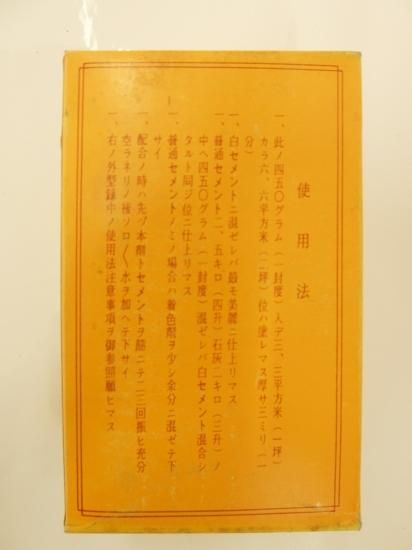 使用法
一、此ノ四五〇グラム(一封度)入デ三、三平方米(一坪)
カラ六、六平方米(二坪)位ハ塗レマス厚サ三ミリ(一
分)
一、白セメントニ混ゼレバ最モ美麗ニ仕上リマス
一、普通セメント二、五キロ(四升)石灰二キロ(三升)ノ
中ヘ四五〇グラム(一封度)混ゼレバ白セメント混合シ
タルト同ジ位ニ仕上リマス
一、普通セメントノミノ場合ハ着色剤ヲ少シ余分ニ混ゼテ下
サイ
一、配合ノ時ハ先ヅ本剤トセメントヲ篩ニテ二三回振ヒ充分
空ラネリノ後ソロ〳〵水ヲ加ヘテ下サイ
一、右ノ外型録中ノ使用法注意事項ヲ御参照願ヒマス